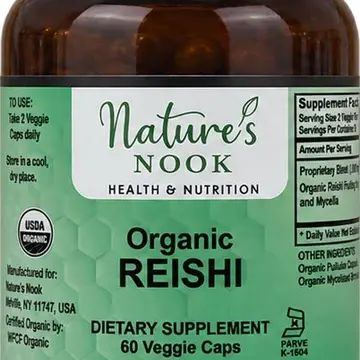 TO USE:
Take 2 Veggie
Caps daily
Store in a cool,
dry place.
USDA
ORGANIC
Manufactured for:
Nature's Nook
Melville, NY 11747, USA
Certified Organic by:
WFCF Organic
Nature's
NOOK
HEALTH & NUTRITION
Organic
REISHI
DIETARY SUPPLEMENT
60 Veggie Caps
Supplement Fac
Serving Size 2 Veggie
Servings Per Container
Amount Per Serving
Proprietary Blend
Organic Reishi Fruiting
and Mycelia
* Daily Value Not
OTHER INGREDIENTS:
Organic Pullulan
Organic
K
PARVE
K-1604